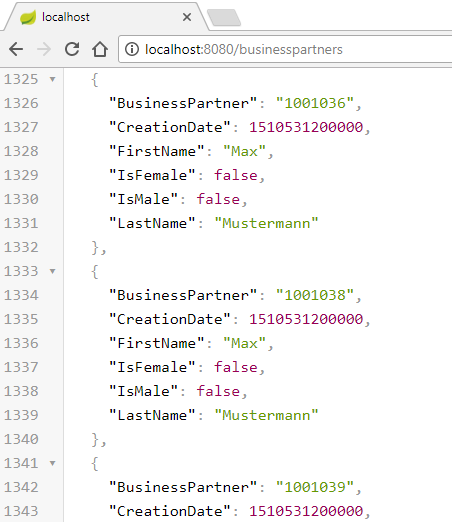 localhost
localhost:8080/businesspartners
1325 {
1326 "BusinessPartner": "1001036",
1327 "CreationDate": 1510531200000,
1328 "FirstName": "Max",
1329 "IsFemale": false,
1330 "IsMale": false,
1331 "LastName": "Mustermann"
1332 },
1333 {
1334 "BusinessPartner": "1001038",
1335 "CreationDate": 1510531200000,
1336 "FirstName": "Max",
1337 "IsFemale": false,
1338 "IsMale": false,
1339 "LastName": "Mustermann"
1340 },
1341 {
1342 "BusinessPartner": "1001039",
1343 "CreationDate": 1510531200000,